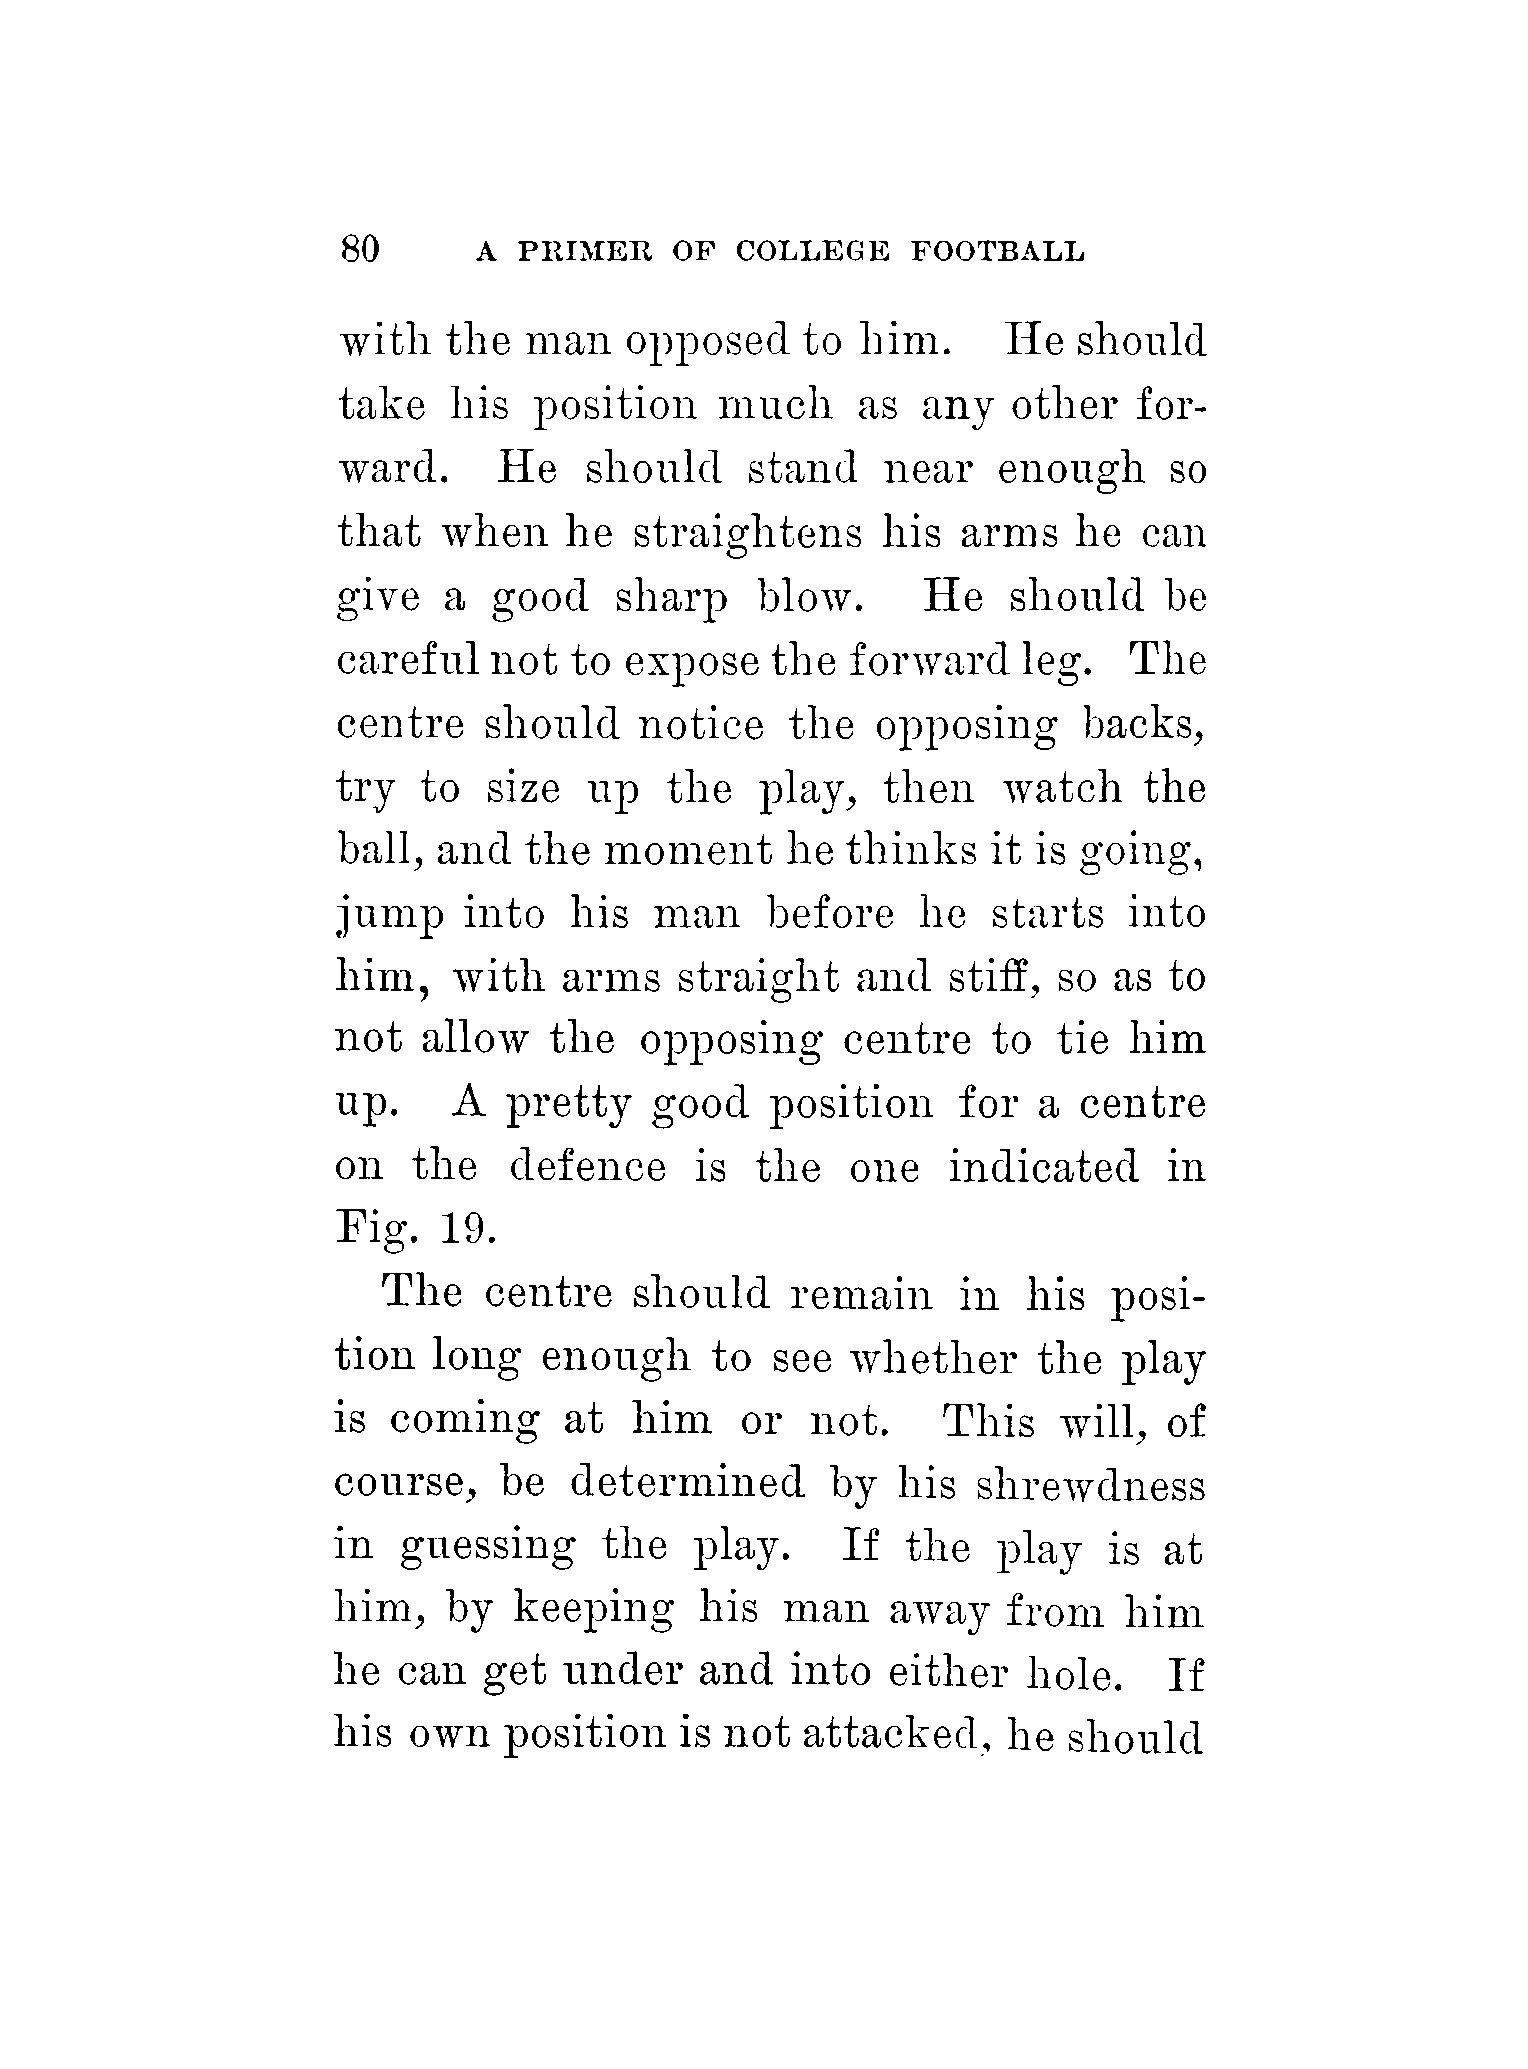 80 A PRIMER OF COLLEGE FOOTBALL
with the man opposed to him. He should
take his position much as any other for-
ward. He should stand near enough so
that when he straightens his arms he can
give a good sharp blow. He should be
careful not to expose the forward leg. The
centre should notice the opposing backs,
try to size up the play, then watch the
ball, and the moment he thinks it is going,
jump into his man before he starts into
him, with arms straight and stiff, so as to
not allow the opposing centre to tie him
up. A pretty good position for a centre
on the defence is the one indicated in
Fig. 19.
The centre should remain in his posi-
tion long enough to see whether the play
is coming at him or not. This will, of
course, be determined by his shrewdness
in guessing the play. If the play is at
him, by keeping his man away from him
he can get under and into either hole. If
his own position is not attacked, he should